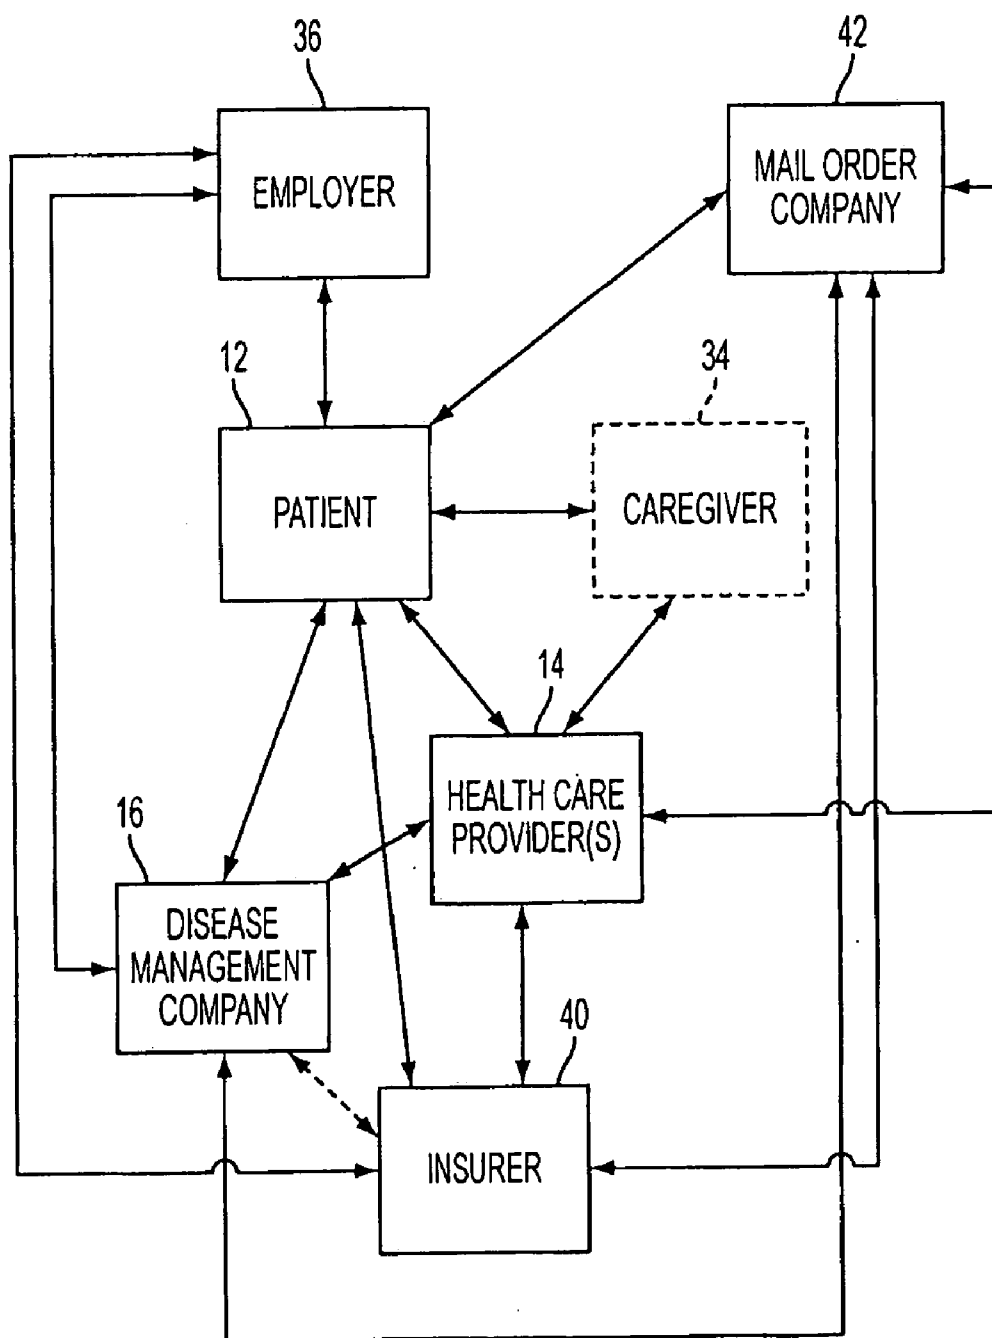 36
42
EMPLOYER
MAIL ORDER
COMPANY
12
34
PATIENT
CAREGIVER
14
HEALTH CARE
PROVIDER(S)
16
DISEASE
MANAGEMENT
COMPANY
40
INSURER